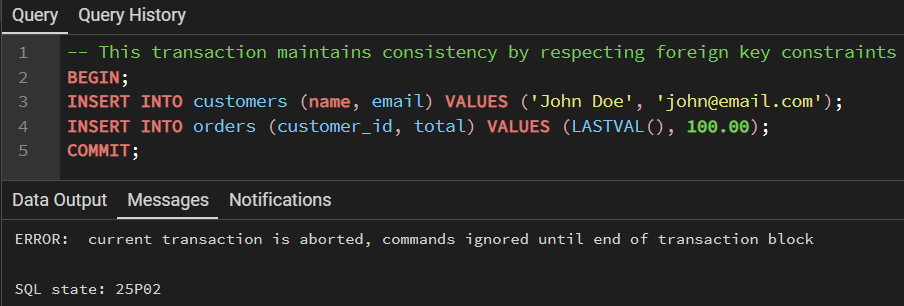 Query Query History
1 -- This transaction maintains consistency by respecting foreign key constraints
2 BEGIN;
3 INSERT INTO customers (name, email) VALUES ('John Doe', 'john@email.com');
4 INSERT INTO orders (customer_id, total) VALUES (LASTVAL(), 100.00);
5 COMMIT;
Data Output Messages Notifications
ERROR:  current transaction is aborted, commands ignored until end of transaction block
SQL state: 25P02